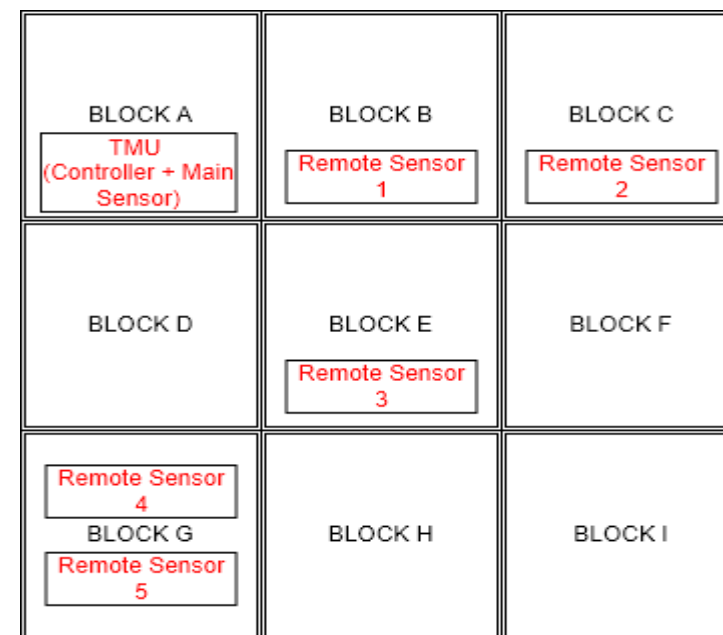 BLOCK A
TMU
(Controller + Main
Sensor)
BLOCK B
Remote Sensor
1
BLOCK C
Remote Sensor
2
BLOCK D
BLOCK E
Remote Sensor
3
BLOCK F
Remote Sensor
4
BLOCK G
Remote Sensor
5
BLOCK H
BLOCK I